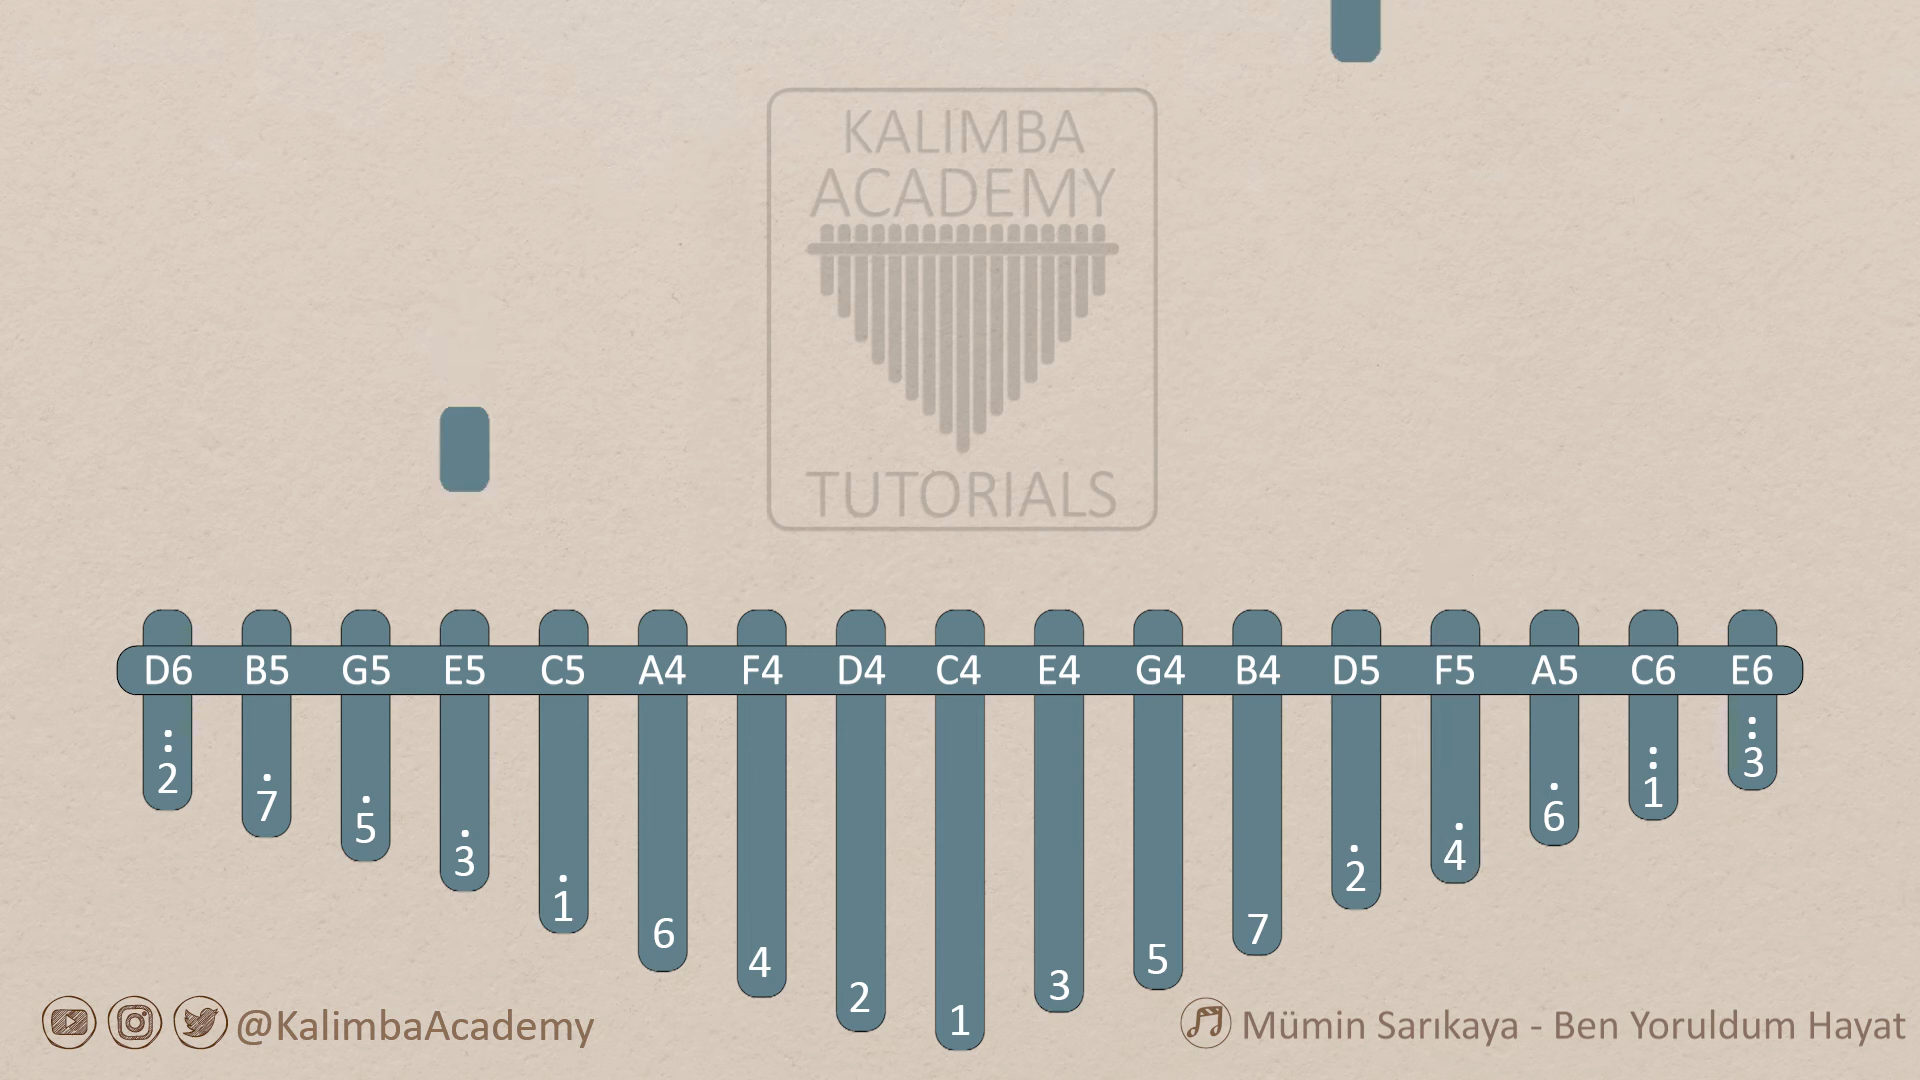 KALIMBA
ACADEMY
TUTORIALS
D6 B5 G5 E5 C5 A4 F4 D4 C4 E4 G4 B4 D5 F5 A5 C6 E6
2 7 5 3 1 6 4 2 1 3 5 7 2 4 6 1 3
@KalimbaAcademy
Mümin Sarıkaya - Ben Yoruldum Hayat